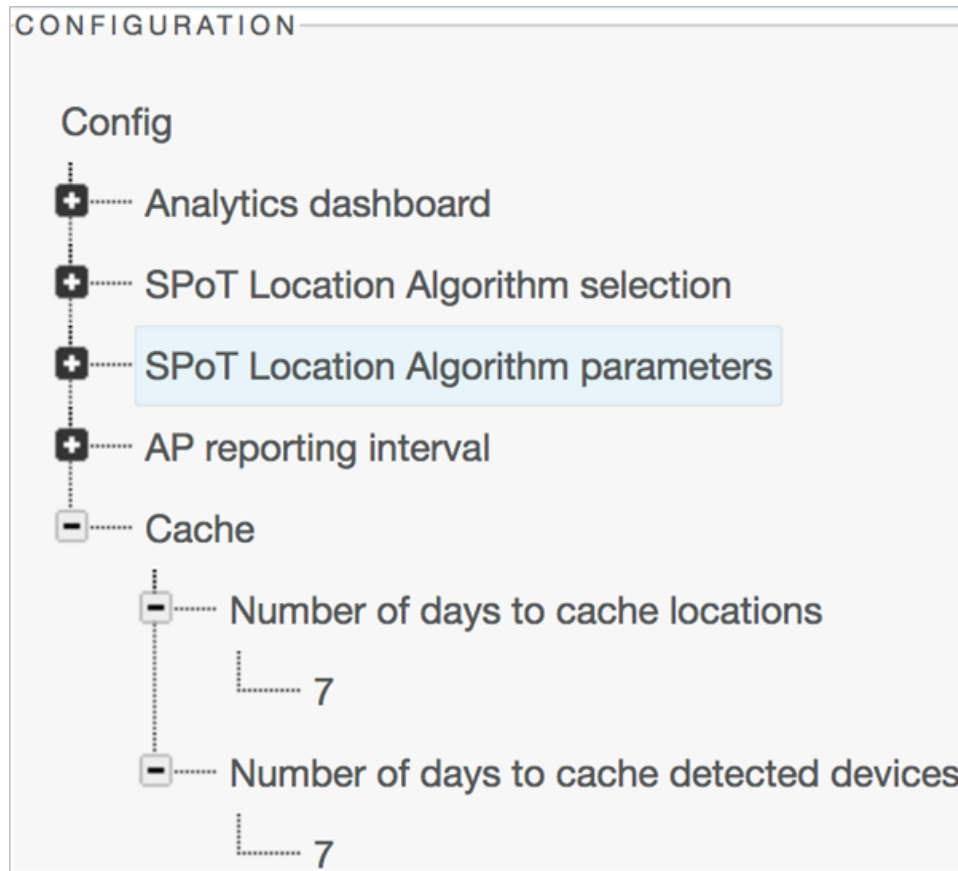 CONFIGURATION
Config
Analytics dashboard
SPoT Location Algorithm selection
SPoT Location Algorithm parameters
AP reporting interval
Cache
Number of days to cache locations
7
Number of days to cache detected devices
7